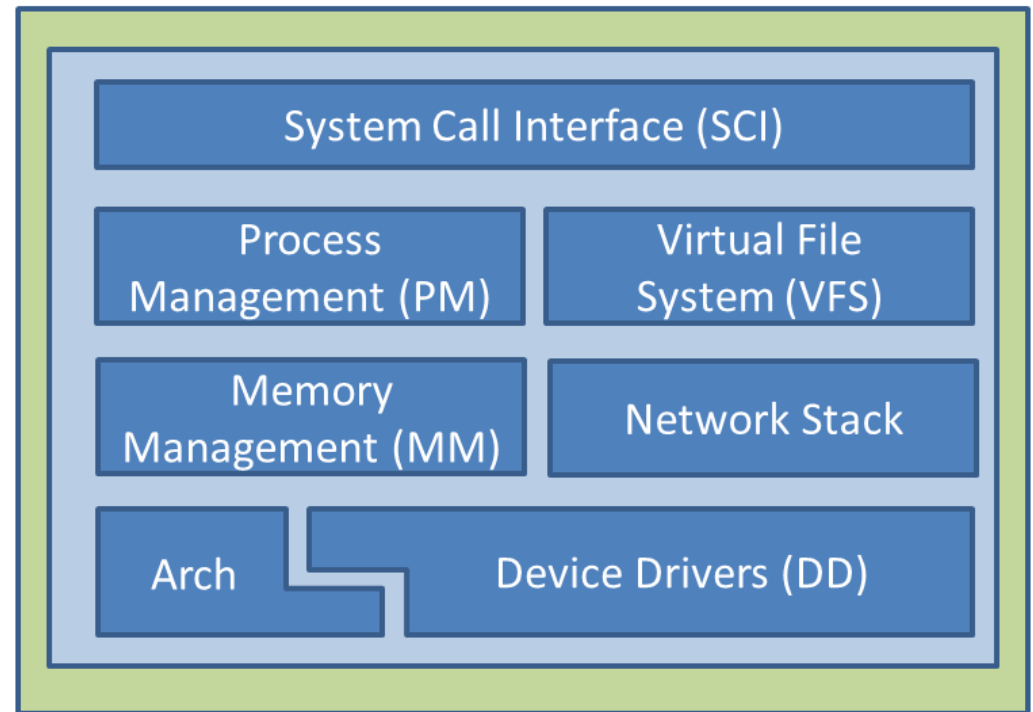 System Call Interface (SCI)
Process
Management (PM)
Virtual File
System (VFS)
Memory
Management (MM)
Network Stack
Arch
Device Drivers (DD)